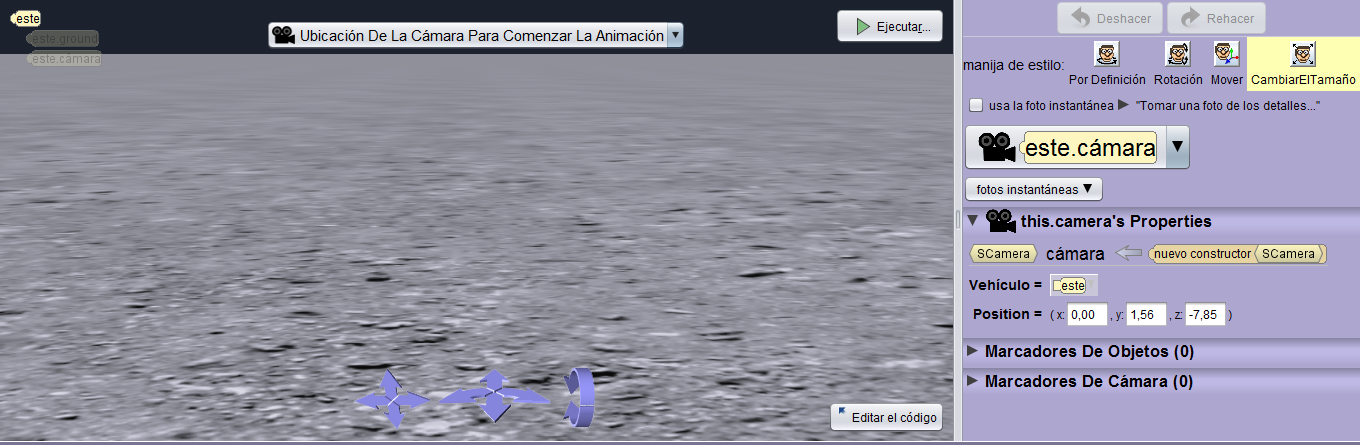 este
este.ground
este.cámara
Ubicación De La Cámara Para Comenzar La Animación
Ejecutar...
Deshacer
Rehacer
manija de estilo:
Por Definición
Rotación
Mover
CambiarElTamaño
usa la foto instantánea
"Tomar una foto de los detalles..."
este.cámara
fotos instantáneas
this.camera's Properties
SCamera cámara nuevo constructor SCamera
Vehículo = este
Position = ( x: 0,00 , y: 1,56 , z: -7,85 )
Marcadores De Objetos (0)
Marcadores De Cámara (0)
Editar el código